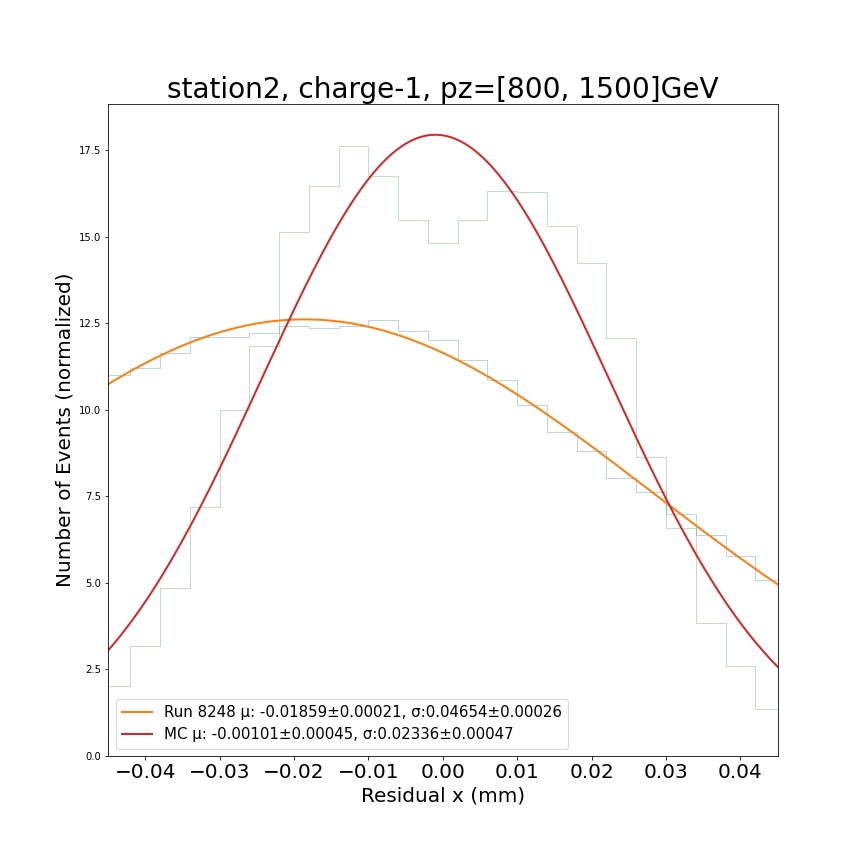 station2, charge-1, pz=[800, 1500]GeV
Number of Events (normalized)
17.5
15.0
12.5
10.0
7.5
5.0
2.5
0.0
Run 8248 μ: -0.01859±0.00021, σ:0.04654±0.00026
MC μ: -0.00101±0.00045, σ:0.02336±0.00047
−0.04 −0.03 −0.02 −0.01 0.00 0.01 0.02 0.03 0.04
Residual x (mm)